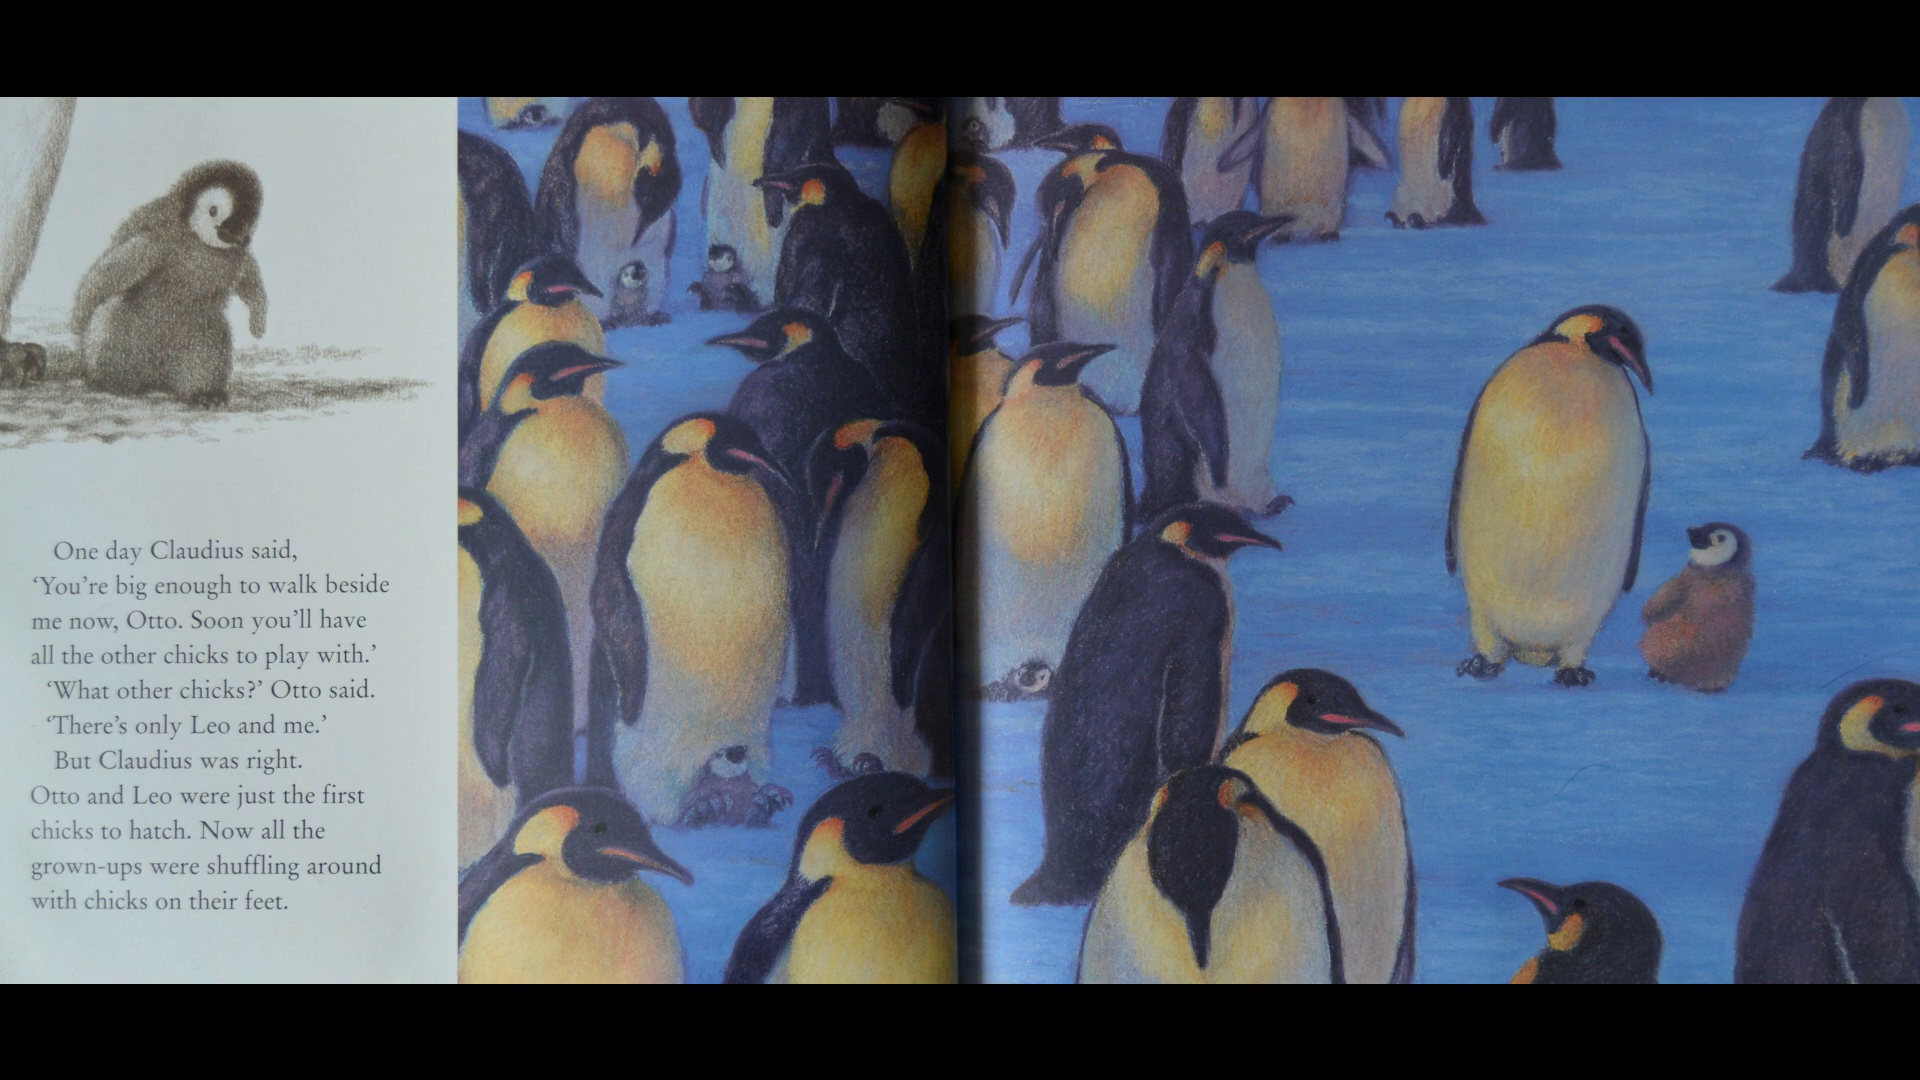 One day Claudius said,
‘You’re big enough to walk beside
me now, Otto. Soon you’ll have
all the other chicks to play with.’
‘What other chicks?’ Otto said.
‘There’s only Leo and me.’
But Claudius was right.
Otto and Leo were just the first
chicks to hatch. Now all the
grown-ups were shuffling around
with chicks on their feet.